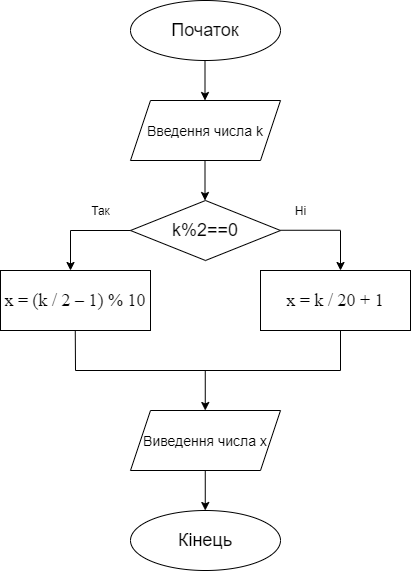 Початок
Введення числа k
Так
Ні
k%2==0
x = (k / 2 – 1) % 10
x = k / 20 + 1
Виведення числа x
Кінець